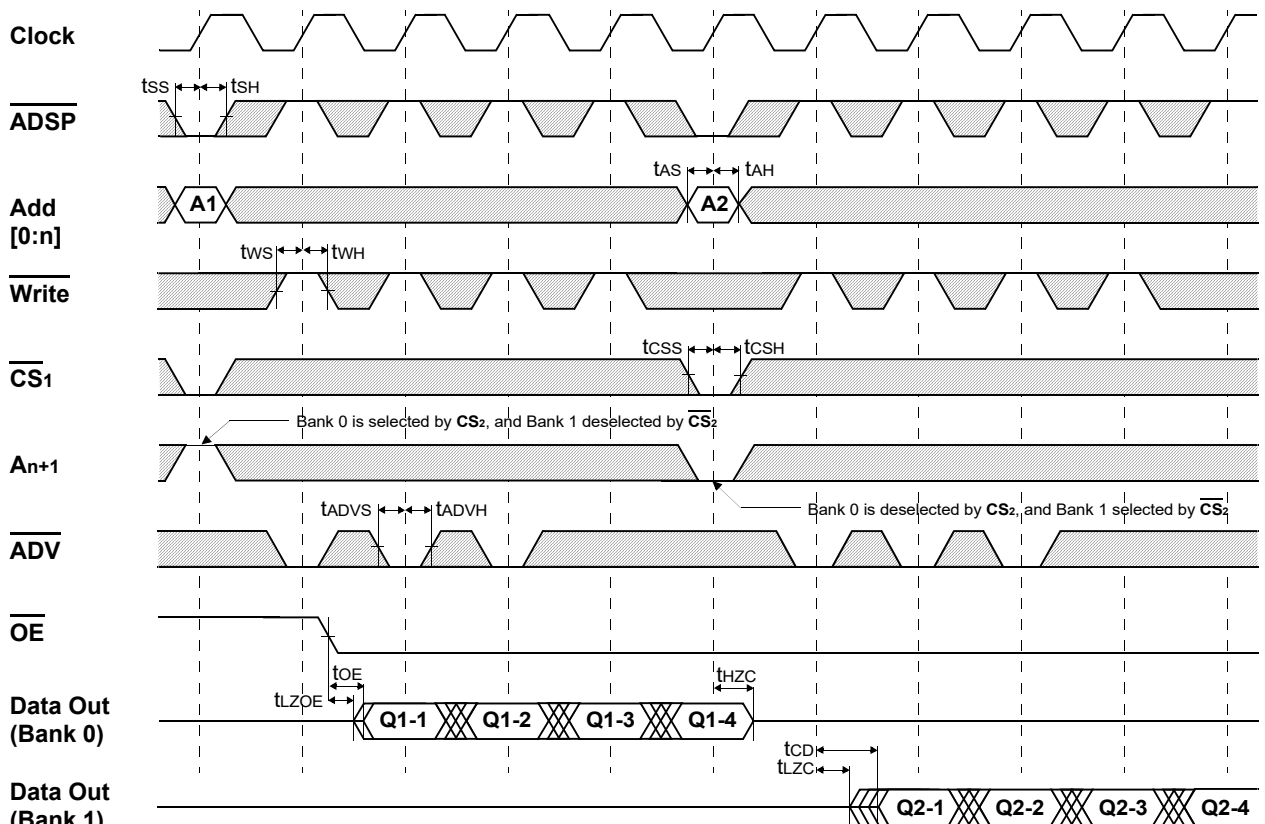 Clock
tSS tSH
ADSP
tAS tAH
Add
[0:n]
A1 A2
tWS tWH
Write
tCSS tCSH
CS1
Bank 0 is selected by CS2, and Bank 1 deselected by CS2
An+1
Bank 0 is deselected by CS2, and Bank 1 selected by CS2
tADVS tADVH
ADV
OE
tOE tHZC
tLZOE
Data Out
(Bank 0)
Q1-1 Q1-2 Q1-3 Q1-4
tCD
tLZC
Data Out
(Bank 1)
Q2-1 Q2-2 Q2-3 Q2-4